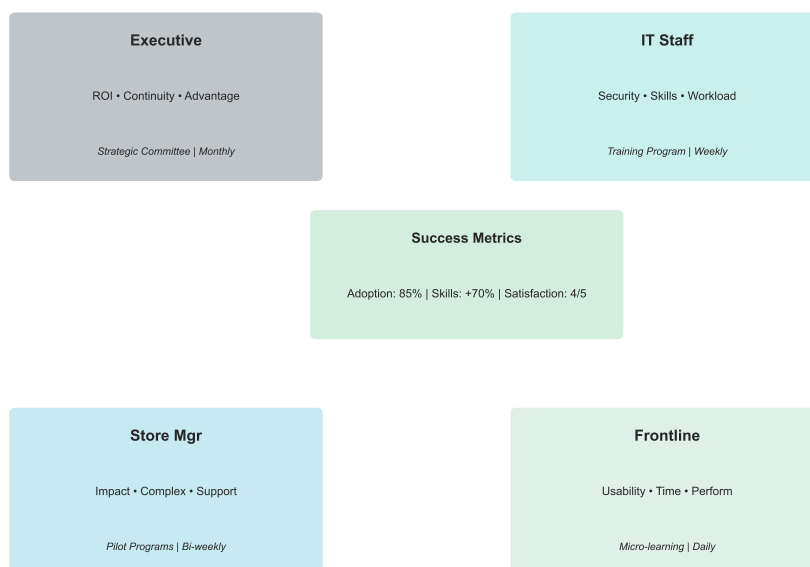 Executive
ROI • Continuity • Advantage
Strategic Committee | Monthly
IT Staff
Security • Skills • Workload
Training Program | Weekly
Success Metrics
Adoption: 85% | Skills: +70% | Satisfaction: 4/5
Store Mgr
Impact • Complex • Support
Pilot Programs | Bi-weekly
Frontline
Usability • Time • Perform
Micro-learning | Daily